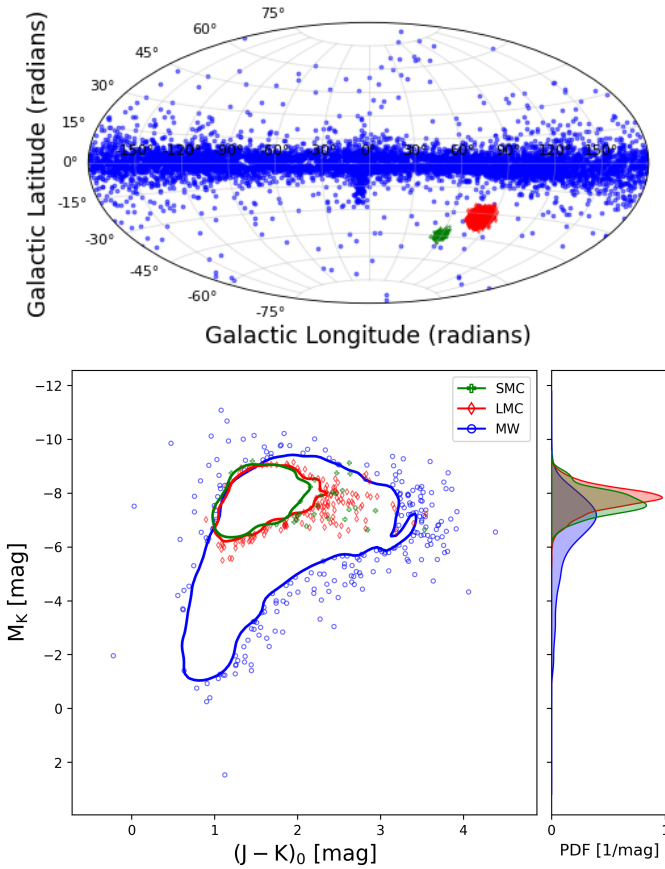 75°
60°
45°
30°
15°
0°
-15°
-30°
-45°
-60°
-75°
-150° -120° -90° -60° -30° 0° 30° 60° 90° 120° 150°
Galactic Latitude (radians)
Galactic Longitude (radians)
SMC
LMC
MW
−12
−10
−8
−6
−4
−2
0
2
M_K [mag]
0 1 2 3 4
(J − K)₀ [mag]
0 1
PDF [1/mag]